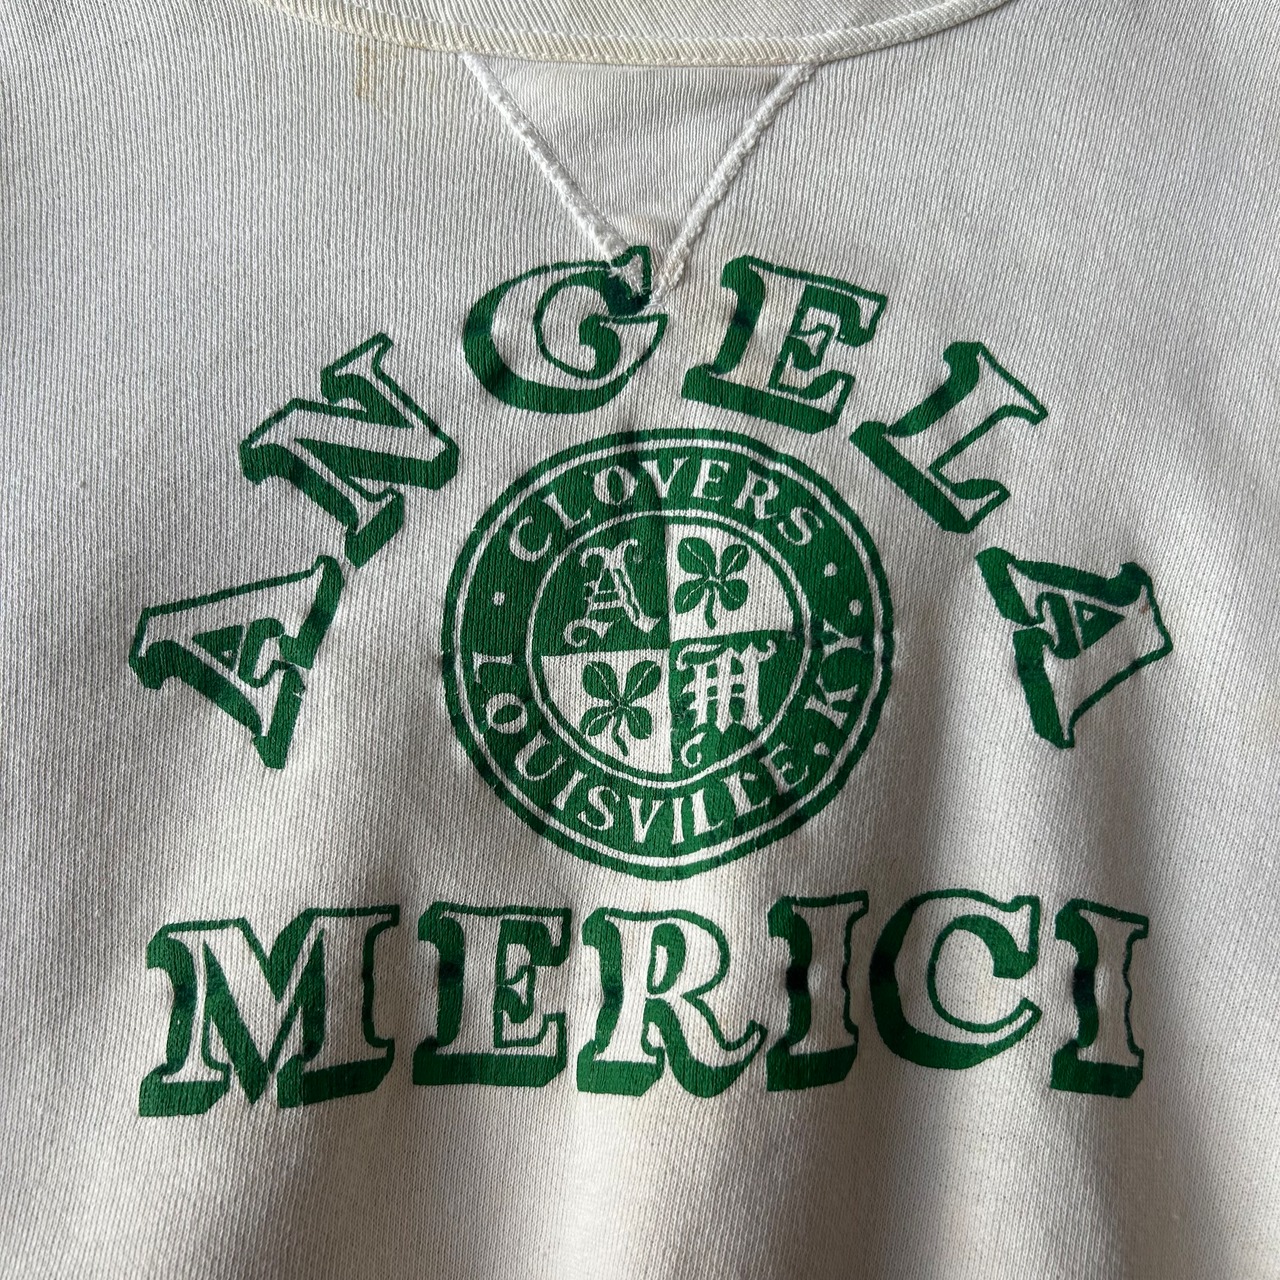 ANGELA
CLOVERS
A
M
LOUISVILLE, KY.
MERICI